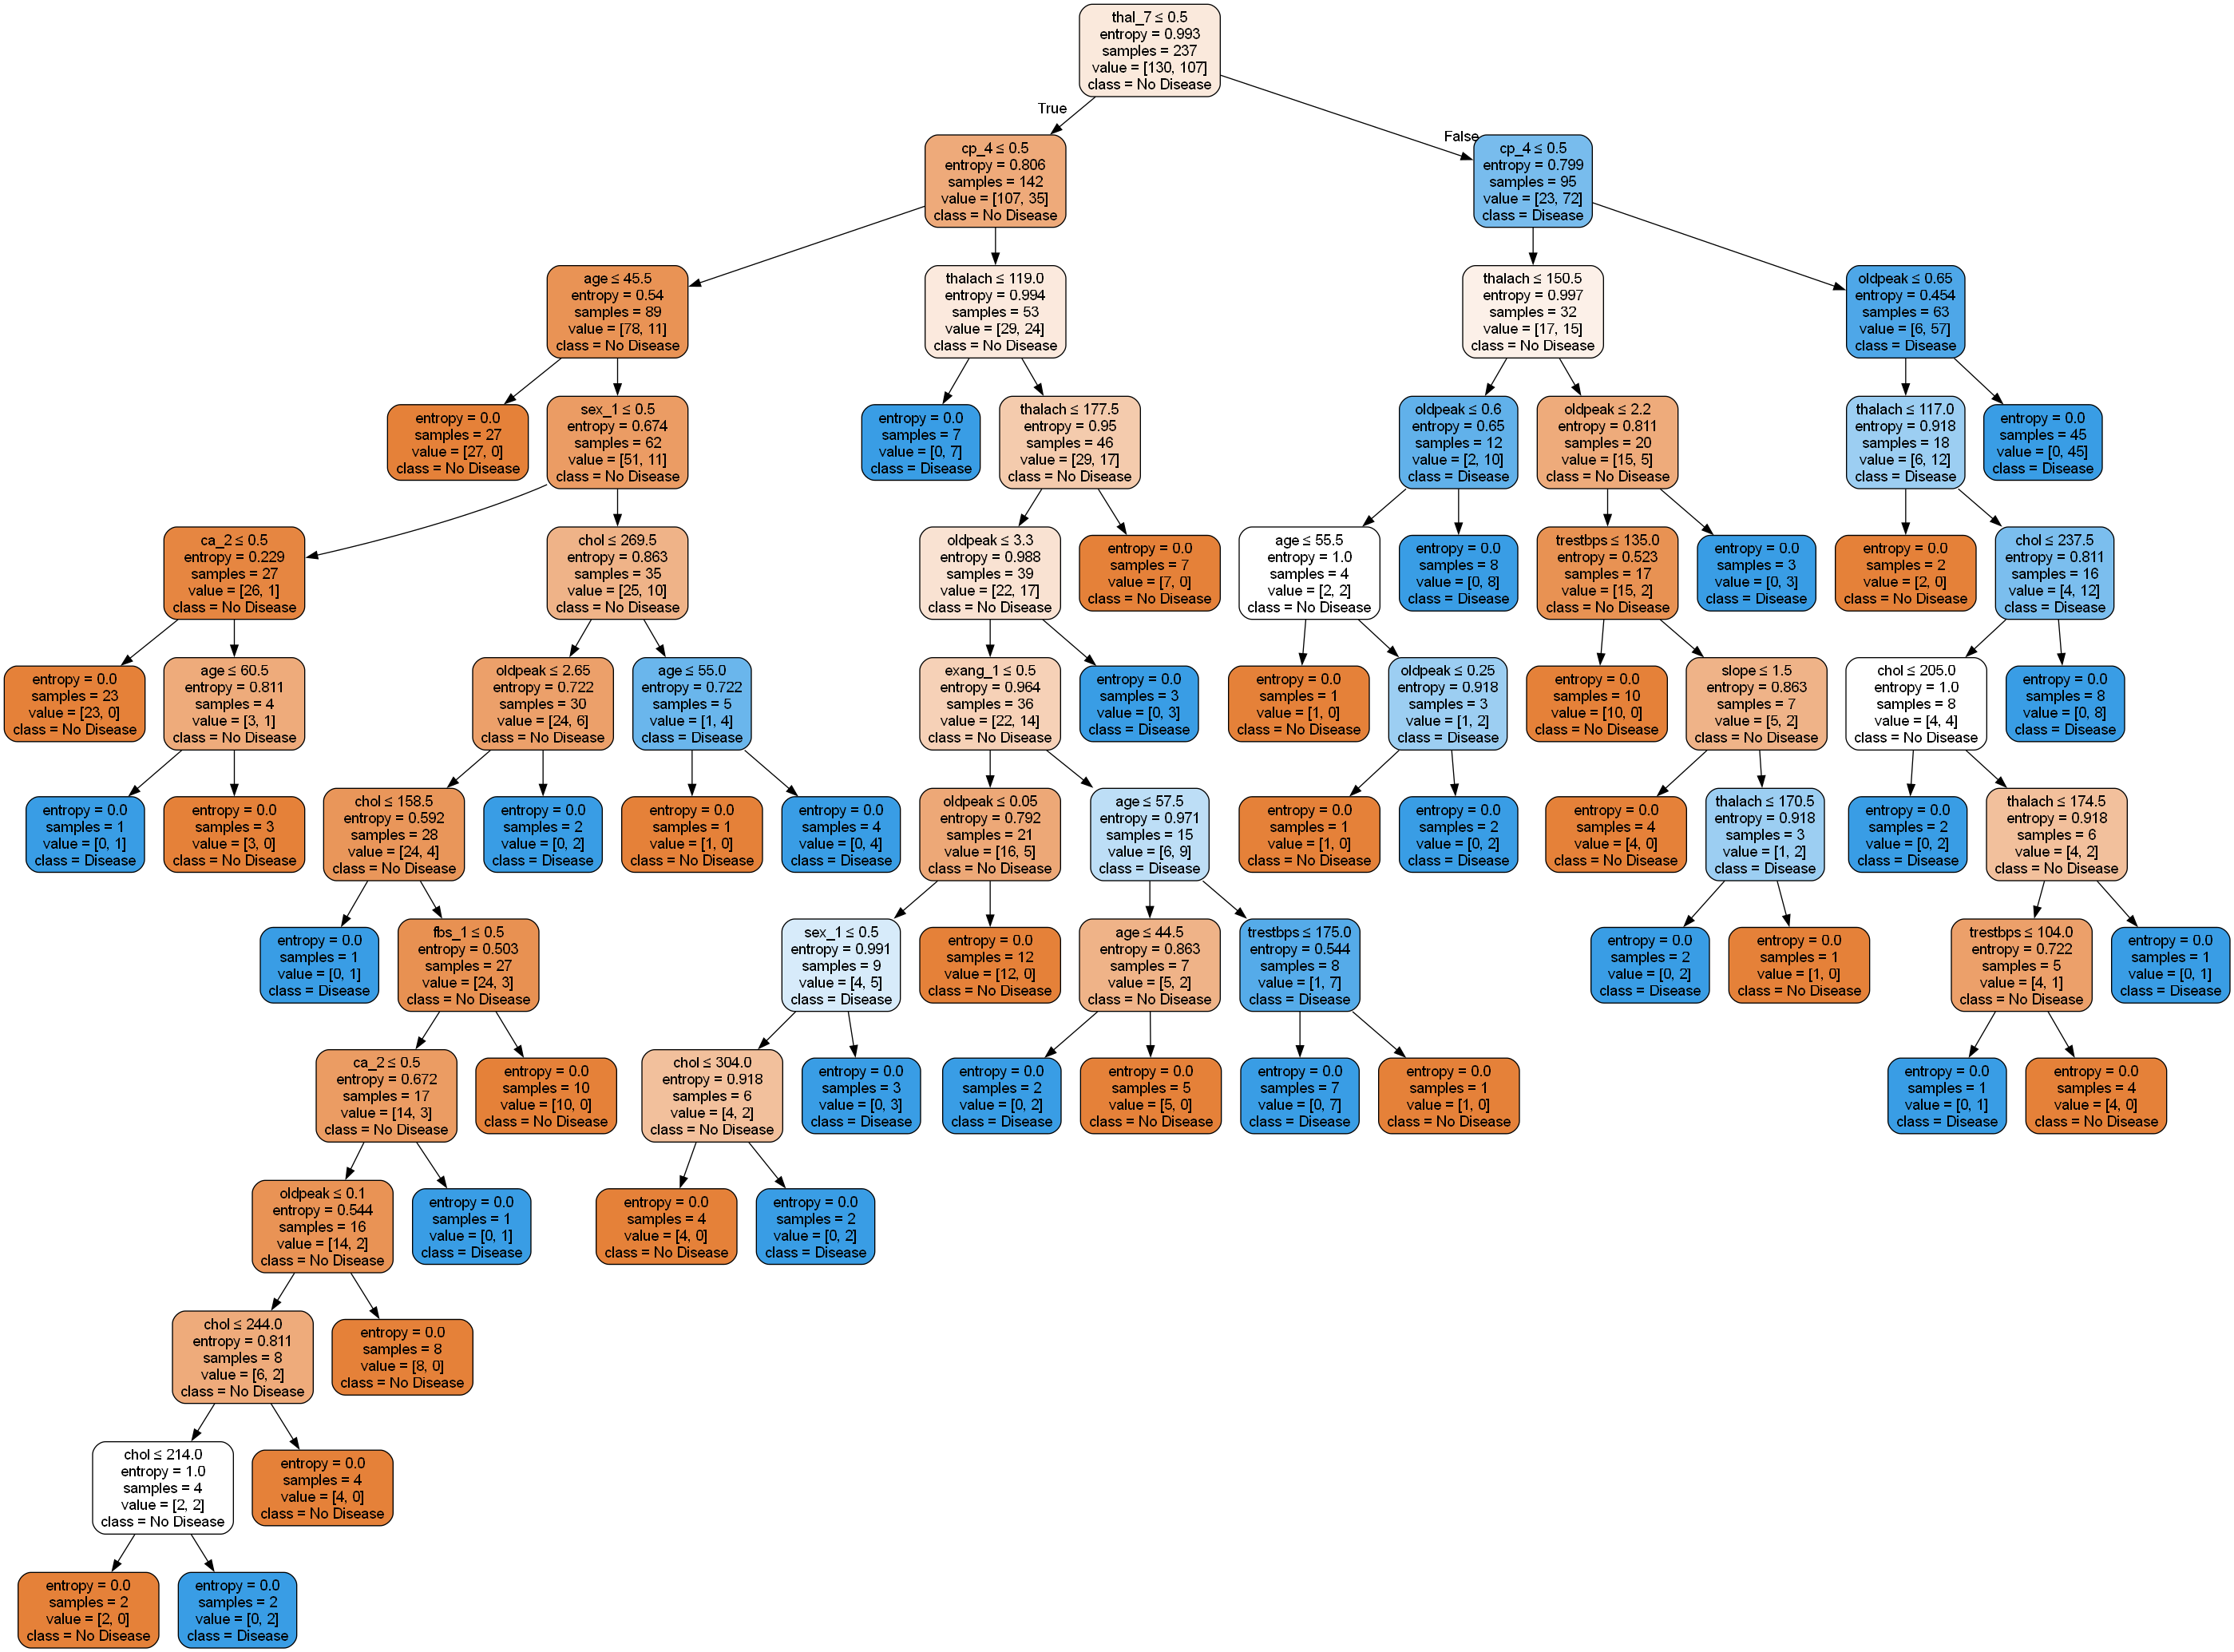 thal_7 ≤ 0.5
entropy = 0.993
samples = 237
value = [130, 107]
class = No Disease
True
False
cp_4 ≤ 0.5
entropy = 0.806
samples = 142
value = [107, 35]
class = No Disease
cp_4 ≤ 0.5
entropy = 0.799
samples = 95
value = [23, 72]
class = Disease
age ≤ 45.5
entropy = 0.54
samples = 89
value = [78, 11]
class = No Disease
thalach ≤ 119.0
entropy = 0.994
samples = 53
value = [29, 24]
class = No Disease
thalach ≤ 150.5
entropy = 0.997
samples = 32
value = [17, 15]
class = No Disease
oldpeak ≤ 0.65
entropy = 0.454
samples = 63
value = [6, 57]
class = Disease
entropy = 0.0
samples = 27
value = [27, 0]
class = No Disease
sex_1 ≤ 0.5
entropy = 0.674
samples = 62
value = [51, 11]
class = No Disease
entropy = 0.0
samples = 7
value = [0, 7]
class = Disease
thalach ≤ 177.5
entropy = 0.95
samples = 46
value = [29, 17]
class = No Disease
oldpeak ≤ 0.6
entropy = 0.65
samples = 12
value = [2, 10]
class = Disease
oldpeak ≤ 2.2
entropy = 0.811
samples = 20
value = [15, 5]
class = No Disease
thalach ≤ 117.0
entropy = 0.918
samples = 18
value = [6, 12]
class = Disease
entropy = 0.0
samples = 45
value = [0, 45]
class = Disease
ca_2 ≤ 0.5
entropy = 0.229
samples = 27
value = [26, 1]
class = No Disease
chol ≤ 269.5
entropy = 0.863
samples = 35
value = [25, 10]
class = No Disease
oldpeak ≤ 3.3
entropy = 0.988
samples = 39
value = [22, 17]
class = No Disease
entropy = 0.0
samples = 7
value = [7, 0]
class = No Disease
age ≤ 55.5
entropy = 1.0
samples = 4
value = [2, 2]
class = No Disease
entropy = 0.0
samples = 8
value = [0, 8]
class = Disease
trestbps ≤ 135.0
entropy = 0.523
samples = 17
value = [15, 2]
class = No Disease
entropy = 0.0
samples = 3
value = [0, 3]
class = Disease
entropy = 0.0
samples = 2
value = [2, 0]
class = No Disease
chol ≤ 237.5
entropy = 0.811
samples = 16
value = [4, 12]
class = Disease
entropy = 0.0
samples = 23
value = [23, 0]
class = No Disease
age ≤ 60.5
entropy = 0.811
samples = 4
value = [3, 1]
class = No Disease
oldpeak ≤ 2.65
entropy = 0.722
samples = 30
value = [24, 6]
class = No Disease
age ≤ 55.0
entropy = 0.722
samples = 5
value = [1, 4]
class = Disease
exang_1 ≤ 0.5
entropy = 0.964
samples = 36
value = [22, 14]
class = No Disease
entropy = 0.0
samples = 3
value = [0, 3]
class = Disease
entropy = 0.0
samples = 1
value = [1, 0]
class = No Disease
oldpeak ≤ 0.25
entropy = 0.918
samples = 3
value = [1, 2]
class = Disease
entropy = 0.0
samples = 10
value = [10, 0]
class = No Disease
slope ≤ 1.5
entropy = 0.863
samples = 7
value = [5, 2]
class = No Disease
chol ≤ 205.0
entropy = 1.0
samples = 8
value = [4, 4]
class = No Disease
entropy = 0.0
samples = 8
value = [0, 8]
class = Disease
entropy = 0.0
samples = 1
value = [0, 1]
class = Disease
entropy = 0.0
samples = 3
value = [3, 0]
class = No Disease
chol ≤ 158.5
entropy = 0.592
samples = 28
value = [24, 4]
class = No Disease
entropy = 0.0
samples = 2
value = [0, 2]
class = Disease
entropy = 0.0
samples = 1
value = [1, 0]
class = No Disease
entropy = 0.0
samples = 4
value = [0, 4]
class = Disease
oldpeak ≤ 0.05
entropy = 0.792
samples = 21
value = [16, 5]
class = No Disease
age ≤ 57.5
entropy = 0.971
samples = 15
value = [6, 9]
class = Disease
entropy = 0.0
samples = 1
value = [1, 0]
class = No Disease
entropy = 0.0
samples = 2
value = [0, 2]
class = Disease
entropy = 0.0
samples = 4
value = [4, 0]
class = No Disease
thalach ≤ 170.5
entropy = 0.918
samples = 3
value = [1, 2]
class = Disease
entropy = 0.0
samples = 2
value = [0, 2]
class = Disease
thalach ≤ 174.5
entropy = 0.918
samples = 6
value = [4, 2]
class = No Disease
entropy = 0.0
samples = 1
value = [0, 1]
class = Disease
fbs_1 ≤ 0.5
entropy = 0.503
samples = 27
value = [24, 3]
class = No Disease
sex_1 ≤ 0.5
entropy = 0.991
samples = 9
value = [4, 5]
class = Disease
entropy = 0.0
samples = 12
value = [12, 0]
class = No Disease
age ≤ 44.5
entropy = 0.863
samples = 7
value = [5, 2]
class = No Disease
trestbps ≤ 175.0
entropy = 0.544
samples = 8
value = [1, 7]
class = Disease
entropy = 0.0
samples = 2
value = [0, 2]
class = Disease
entropy = 0.0
samples = 1
value = [1, 0]
class = No Disease
trestbps ≤ 104.0
entropy = 0.722
samples = 5
value = [4, 1]
class = No Disease
entropy = 0.0
samples = 1
value = [0, 1]
class = Disease
ca_2 ≤ 0.5
entropy = 0.672
samples = 17
value = [14, 3]
class = No Disease
entropy = 0.0
samples = 10
value = [10, 0]
class = No Disease
chol ≤ 304.0
entropy = 0.918
samples = 6
value = [4, 2]
class = No Disease
entropy = 0.0
samples = 3
value = [0, 3]
class = Disease
entropy = 0.0
samples = 2
value = [0, 2]
class = Disease
entropy = 0.0
samples = 5
value = [5, 0]
class = No Disease
entropy = 0.0
samples = 7
value = [0, 7]
class = Disease
entropy = 0.0
samples = 1
value = [1, 0]
class = No Disease
entropy = 0.0
samples = 1
value = [0, 1]
class = Disease
entropy = 0.0
samples = 4
value = [4, 0]
class = No Disease
oldpeak ≤ 0.1
entropy = 0.544
samples = 16
value = [14, 2]
class = No Disease
entropy = 0.0
samples = 1
value = [0, 1]
class = Disease
entropy = 0.0
samples = 4
value = [4, 0]
class = No Disease
entropy = 0.0
samples = 2
value = [0, 2]
class = Disease
chol ≤ 244.0
entropy = 0.811
samples = 8
value = [6, 2]
class = No Disease
entropy = 0.0
samples = 8
value = [8, 0]
class = No Disease
chol ≤ 214.0
entropy = 1.0
samples = 4
value = [2, 2]
class = No Disease
entropy = 0.0
samples = 4
value = [4, 0]
class = No Disease
entropy = 0.0
samples = 2
value = [2, 0]
class = No Disease
entropy = 0.0
samples = 2
value = [0, 2]
class = Disease